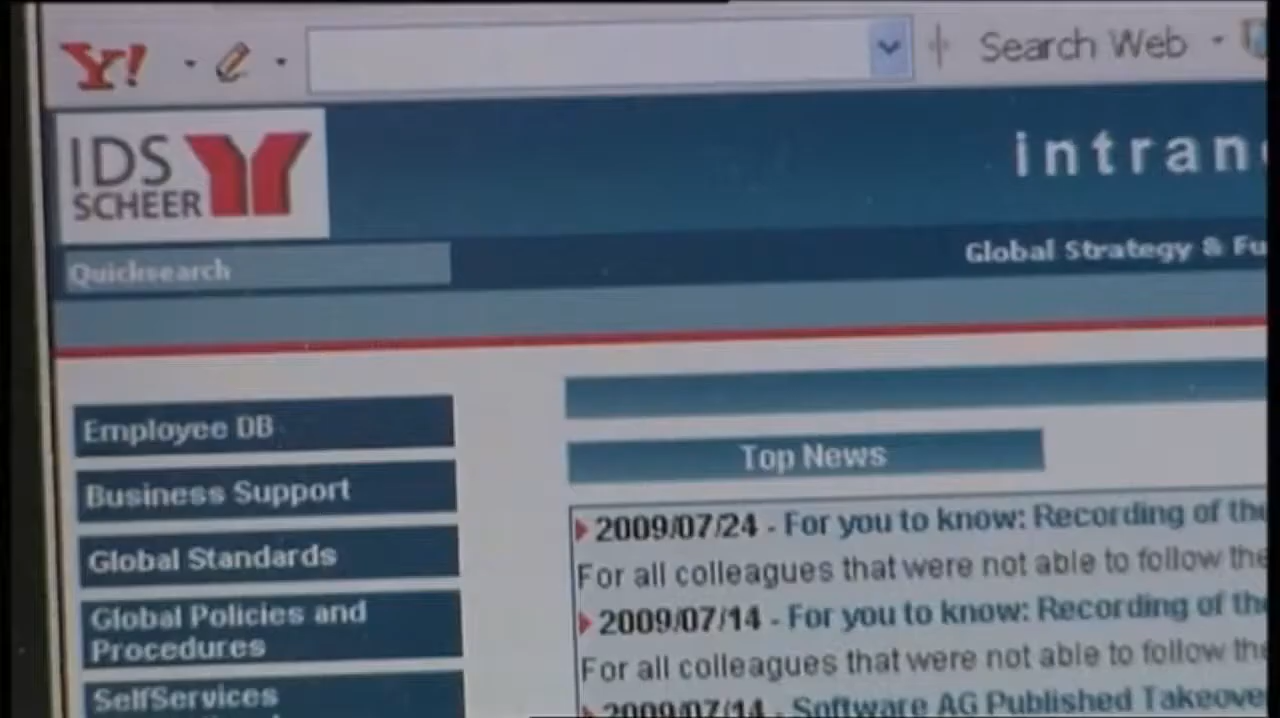 Y!
Search Web
IDS
SCHEER
intran
Quicksearch
Global Strategy & Fu
Employee DB
Top News
Business Support
2009/07/24 - For you to know: Recording of the
Global Standards
For all colleagues that were not able to follow the
Global Policies and
Procedures
2009/07/14 - For you to know: Recording of the
For all colleagues that were not able to follow the
SelfServices
2009/07/14 - Software AG Published Takeove